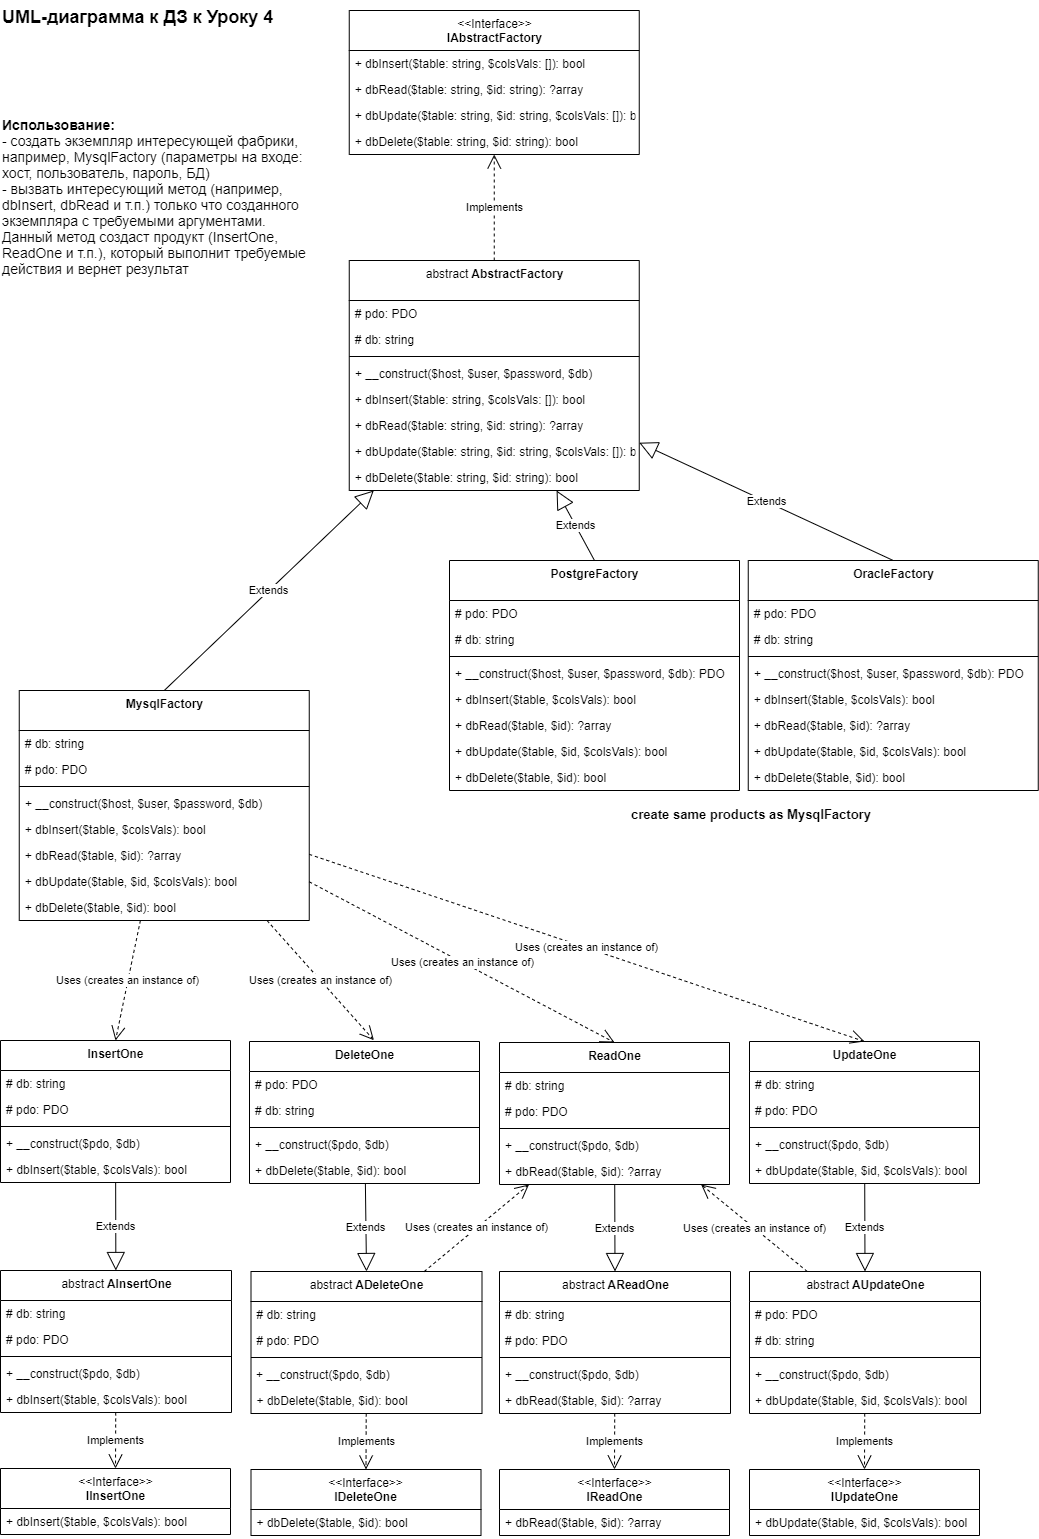 UML-диаграмма к ДЗ к Уроку 4
Использование:
- создать экземпляр интересующей фабрики,
например, MysqlFactory (параметры на входе:
хост, пользователь, пароль, БД)
- вызвать интересующий метод (например,
dbInsert, dbRead и т.п.) только что созданного
экземпляра с требуемыми аргументами.
Данный метод создаст продукт (InsertOne,
ReadOne и т.п.), который выполнит требуемые
действия и вернет результат
<<Interface>>
IAbstractFactory
+ dbInsert($table: string, $colsVals: []): bool
+ dbRead($table: string, $id: string): ?array
+ dbUpdate($table: string, $id: string, $colsVals: []): b
+ dbDelete($table: string, $id: string): bool
Implements
abstract AbstractFactory
# pdo: PDO
# db: string
+ __construct($host, $user, $password, $db)
+ dbInsert($table: string, $colsVals: []): bool
+ dbRead($table: string, $id: string): ?array
+ dbUpdate($table: string, $id: string, $colsVals: []): b
+ dbDelete($table: string, $id: string): bool
Extends
Extends
Extends
PostgreFactory
# pdo: PDO
# db: string
+ __construct($host, $user, $password, $db): PDO
+ dbInsert($table, $colsVals): bool
+ dbRead($table, $id): ?array
+ dbUpdate($table, $id, $colsVals): bool
+ dbDelete($table, $id): bool
OracleFactory
# pdo: PDO
# db: string
+ __construct($host, $user, $password, $db): PDO
+ dbInsert($table, $colsVals): bool
+ dbRead($table, $id): ?array
+ dbUpdate($table, $id, $colsVals): bool
+ dbDelete($table, $id): bool
create same products as MysqlFactory
MysqlFactory
# db: string
# pdo: PDO
+ __construct($host, $user, $password, $db)
+ dbInsert($table, $colsVals): bool
+ dbRead($table, $id): ?array
+ dbUpdate($table, $id, $colsVals): bool
+ dbDelete($table, $id): bool
Uses (creates an instance of)
Uses (creates an instance of)
Uses (creates an instance of)
Uses (creates an instance of)
InsertOne
# db: string
# pdo: PDO
+ __construct($pdo, $db)
+ dbInsert($table, $colsVals): bool
DeleteOne
# pdo: PDO
# db: string
+ __construct($pdo, $db)
+ dbDelete($table, $id): bool
ReadOne
# db: string
# pdo: PDO
+ __construct($pdo, $db)
+ dbRead($table, $id): ?array
UpdateOne
# db: string
# pdo: PDO
+ __construct($pdo, $db)
+ dbUpdate($table, $id, $colsVals): bool
Extends
Extends
Uses (creates an instance of)
Extends
Uses (creates an instance of)
Extends
abstract AInsertOne
# db: string
# pdo: PDO
+ __construct($pdo, $db)
+ dbInsert($table, $colsVals): bool
abstract ADeleteOne
# db: string
# pdo: PDO
+ __construct($pdo, $db)
+ dbDelete($table, $id): bool
abstract AReadOne
# db: string
# pdo: PDO
+ __construct($pdo, $db)
+ dbRead($table, $id): ?array
abstract AUpdateOne
# pdo: PDO
# db: string
+ __construct($pdo, $db)
+ dbUpdate($table, $id, $colsVals): bool
Implements
Implements
Implements
Implements
<<Interface>>
IInsertOne
+ dbInsert($table, $colsVals): bool
<<Interface>>
IDeleteOne
+ dbDelete($table, $id): bool
<<Interface>>
IReadOne
+ dbRead($table, $id): ?array
<<Interface>>
IUpdateOne
+ dbUpdate($table, $id, $colsVals): bool